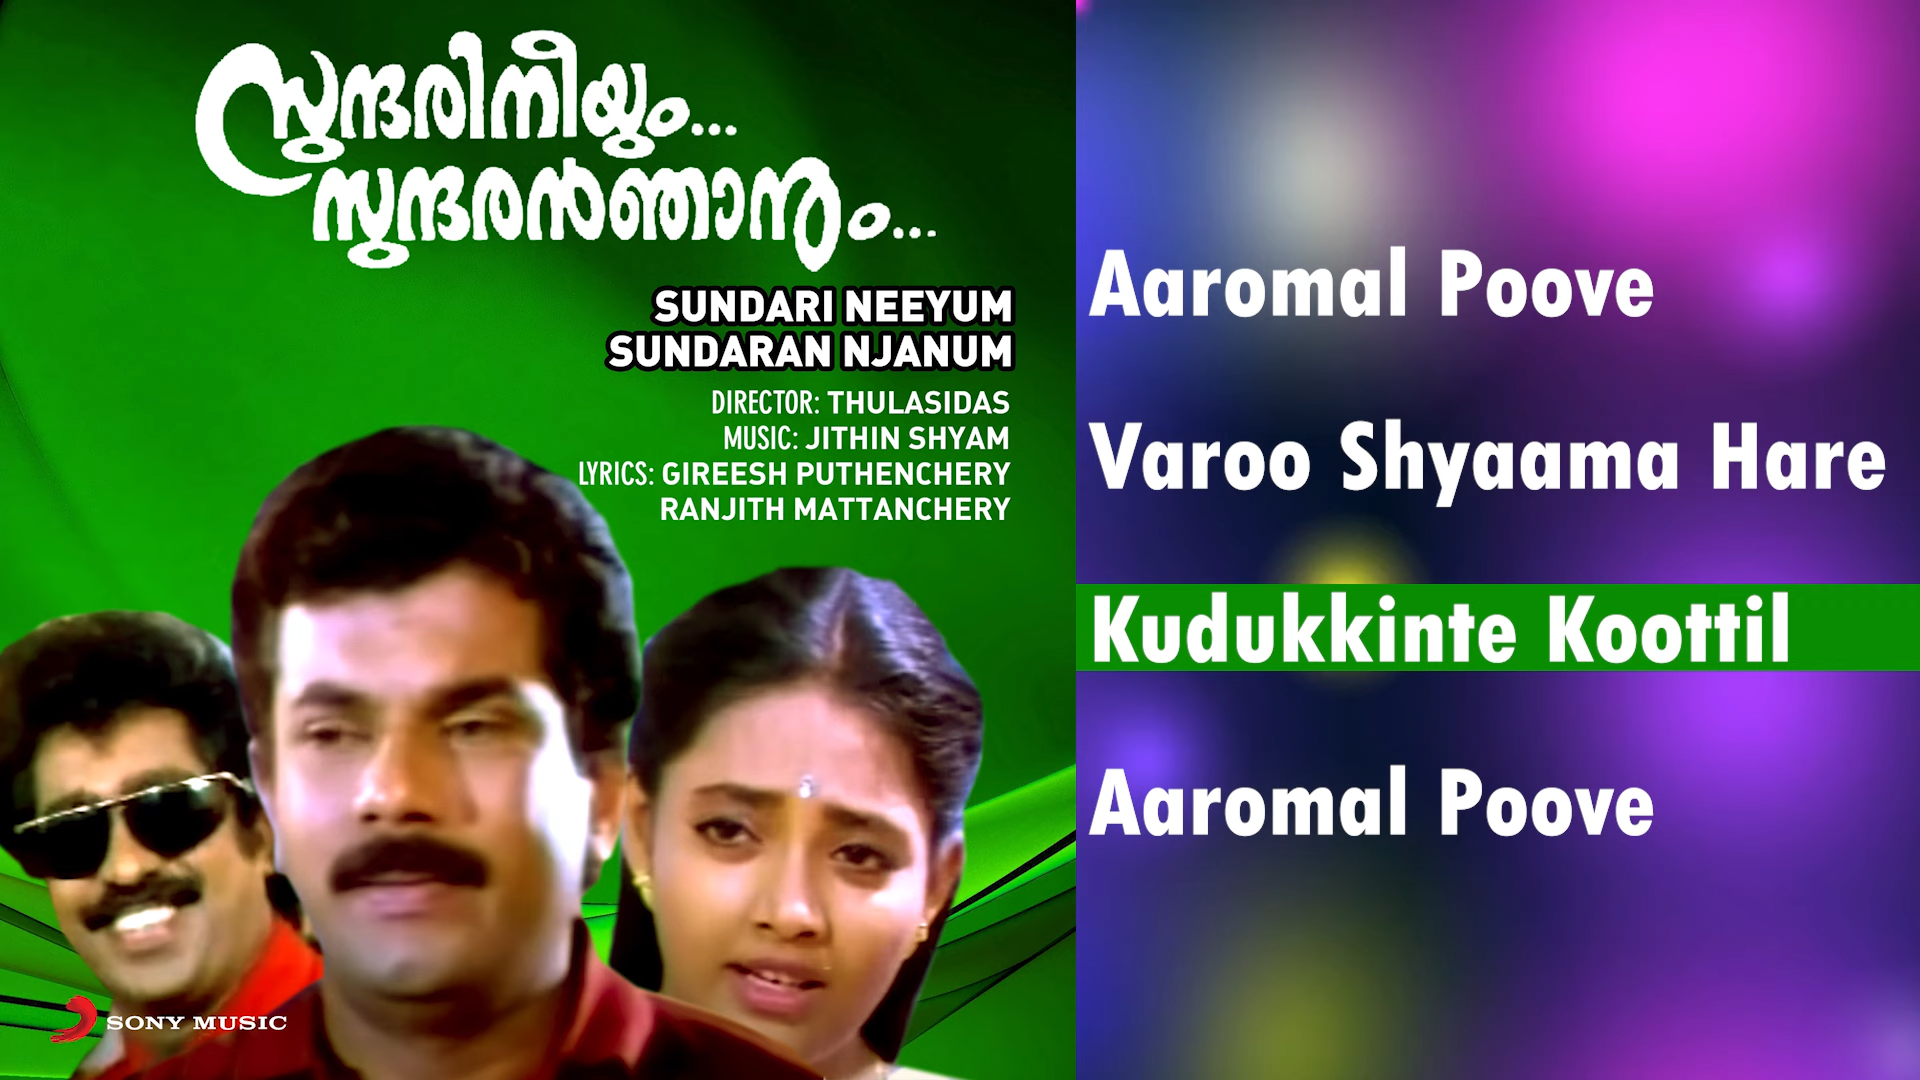 സുന്ദരിനീയും...
സുന്ദരൻഞാനും...
SUNDARI NEEYUM
SUNDARAN NJANUM
DIRECTOR: THULASIDAS
MUSIC: JITHIN SHYAM
LYRICS: GIREESH PUTHENCHERY
RANJITH MATTANCHERY
SONY MUSIC
Aaromal Poove
Varoo Shyaama Hare
Kudukkinte Koottil
Aaromal Poove